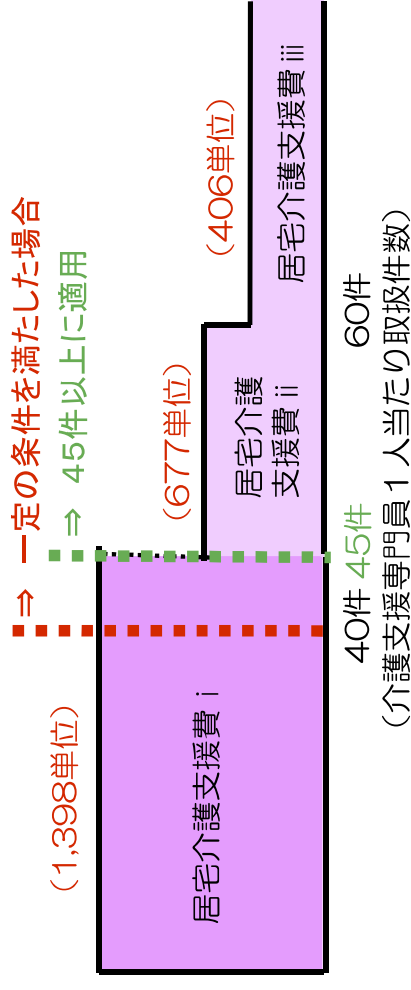 ⇒ 一定の条件を満たした場合
⇒ 45件以上に適用
（1,398単位）
（677単位）
（406単位）
居宅介護支援費ⅰ
居宅介護
支援費ⅱ
居宅介護支援費ⅲ
40件 45件 60件
（介護支援専門員１人当たり取扱件数）